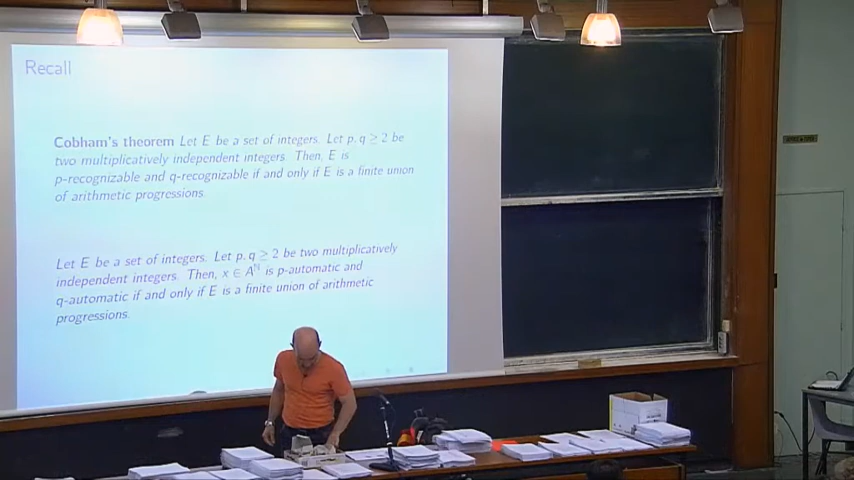 Recall
Cobham's theorem Let E be a set of integers. Let p, q ≥ 2 be
two multiplicatively independent integers. Then, E is
p-recognizable and q-recognizable if and only if E is a finite union
of arithmetic progressions.
Let E be a set of integers. Let p, q ≥ 2 be two multiplicatively
independent integers. Then, x ∈ Aℕ is p-automatic and
q-automatic if and only if E is a finite union of arithmetic
progressions.